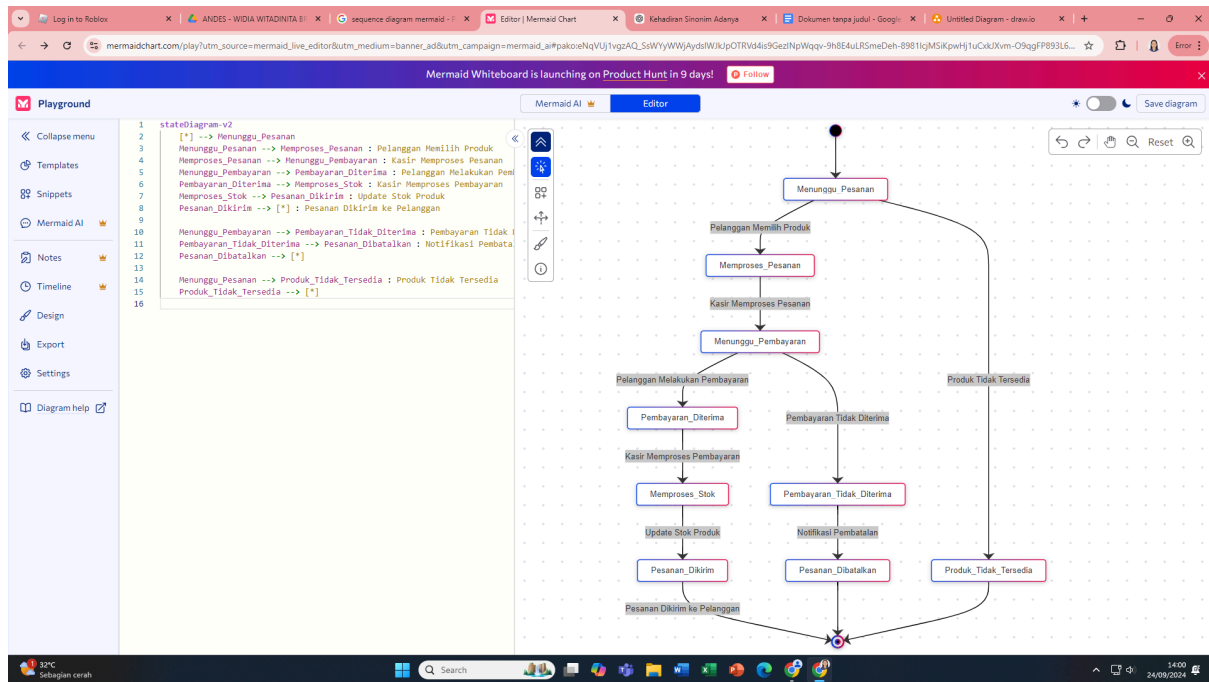 Log in to Roblox
ANDES - WIDIA WITADINITA BR
sequence diagram mermaid - P
Editor | Mermaid Chart
Kehadiran Sinonim Adanya
Dokumen tanpa judul - Google
Untitled Diagram - draw.io
mermaidchart.com/play?utm_source=mermaid_live_editor&utm_medium=banner_ad&utm_campaign=mermaid_ai#pako:
Error
Mermaid Whiteboard is launching on Product Hunt in 9 days! Follow
Playground
Mermaid AI
Editor
Save diagram
Collapse menu
Templates
Snippets
Mermaid AI
Notes
Timeline
Design
Export
Settings
Diagram help
1 stateDiagram-v2
2 [*] --> Menunggu_Pesanan
3 Menunggu_Pesanan --> Memproses_Pesanan : Pelanggan Memilih Produk
4 Memproses_Pesanan --> Menunggu_Pembayaran : Kasir Memproses Pesanan
5 Menunggu_Pembayaran --> Pembayaran_Diterima : Pelanggan Melakukan Pem
6 Pembayaran_Diterima --> Memproses_Stok : Kasir Memproses Pembayaran
7 Memproses_Stok --> Pesanan_Dikirim : Update Stok Produk
8 Pesanan_Dikirim --> [*] : Pesanan Dikirim ke Pelanggan
9
10 Menunggu_Pembayaran --> Pembayaran_Tidak_Diterima : Pembayaran Tidak
11 Pembayaran_Tidak_Diterima --> Pesanan_Dibatalkan : Notifikasi Pembata
12 Pesanan_Dibatalkan --> [*]
13
14 Menunggu_Pesanan --> Produk_Tidak_Tersedia : Produk Tidak Tersedia
15 Produk_Tidak_Tersedia --> [*]
16
Reset
Menunggu_Pesanan
Pelanggan Memilih Produk
Memproses_Pesanan
Kasir Memproses Pesanan
Menunggu_Pembayaran
Pelanggan Melakukan Pembayaran
Produk Tidak Tersedia
Pembayaran_Diterima
Pembayaran Tidak Diterima
Kasir Memproses Pembayaran
Memproses_Stok
Pembayaran_Tidak_Diterima
Update Stok Produk
Notifikasi Pembatalan
Pesanan_Dikirim
Pesanan_Dibatalkan
Produk_Tidak_Tersedia
Pesanan Dikirim ke Pelanggan
1
32°C
Sebagian cerah
Search
14:00
24/09/2024